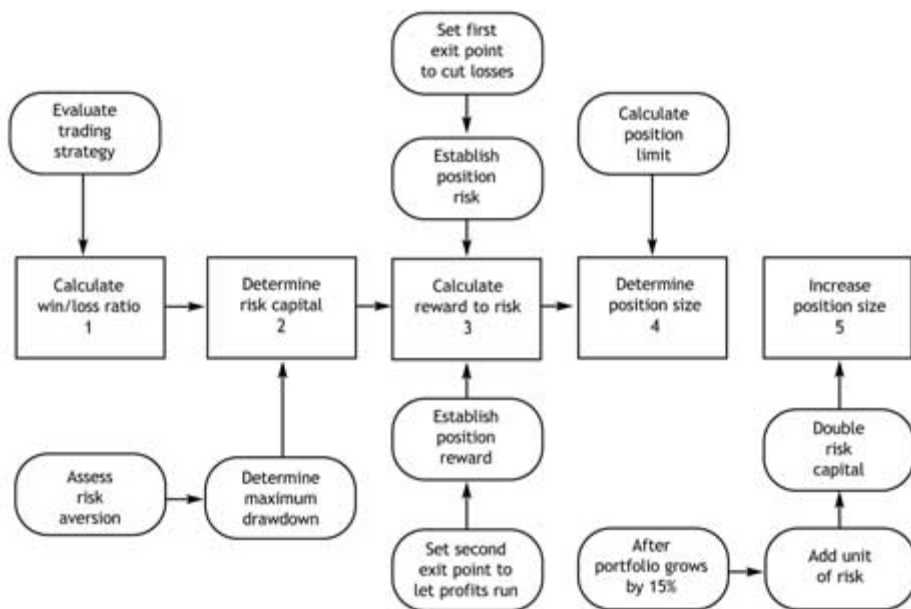 Set first
exit point
to cut losses
Evaluate
trading
strategy
Calculate
position
limit
Establish
position
risk
Calculate
win/loss ratio
1
Determine
risk capital
2
Calculate
reward to risk
3
Determine
position size
4
Increase
position size
5
Establish
position
reward
Double
risk
capital
Assess
risk
aversion
Determine
maximum
drawdown
Set second
exit point to
let profits run
After
portfolio grows
by 15%
Add unit
of risk